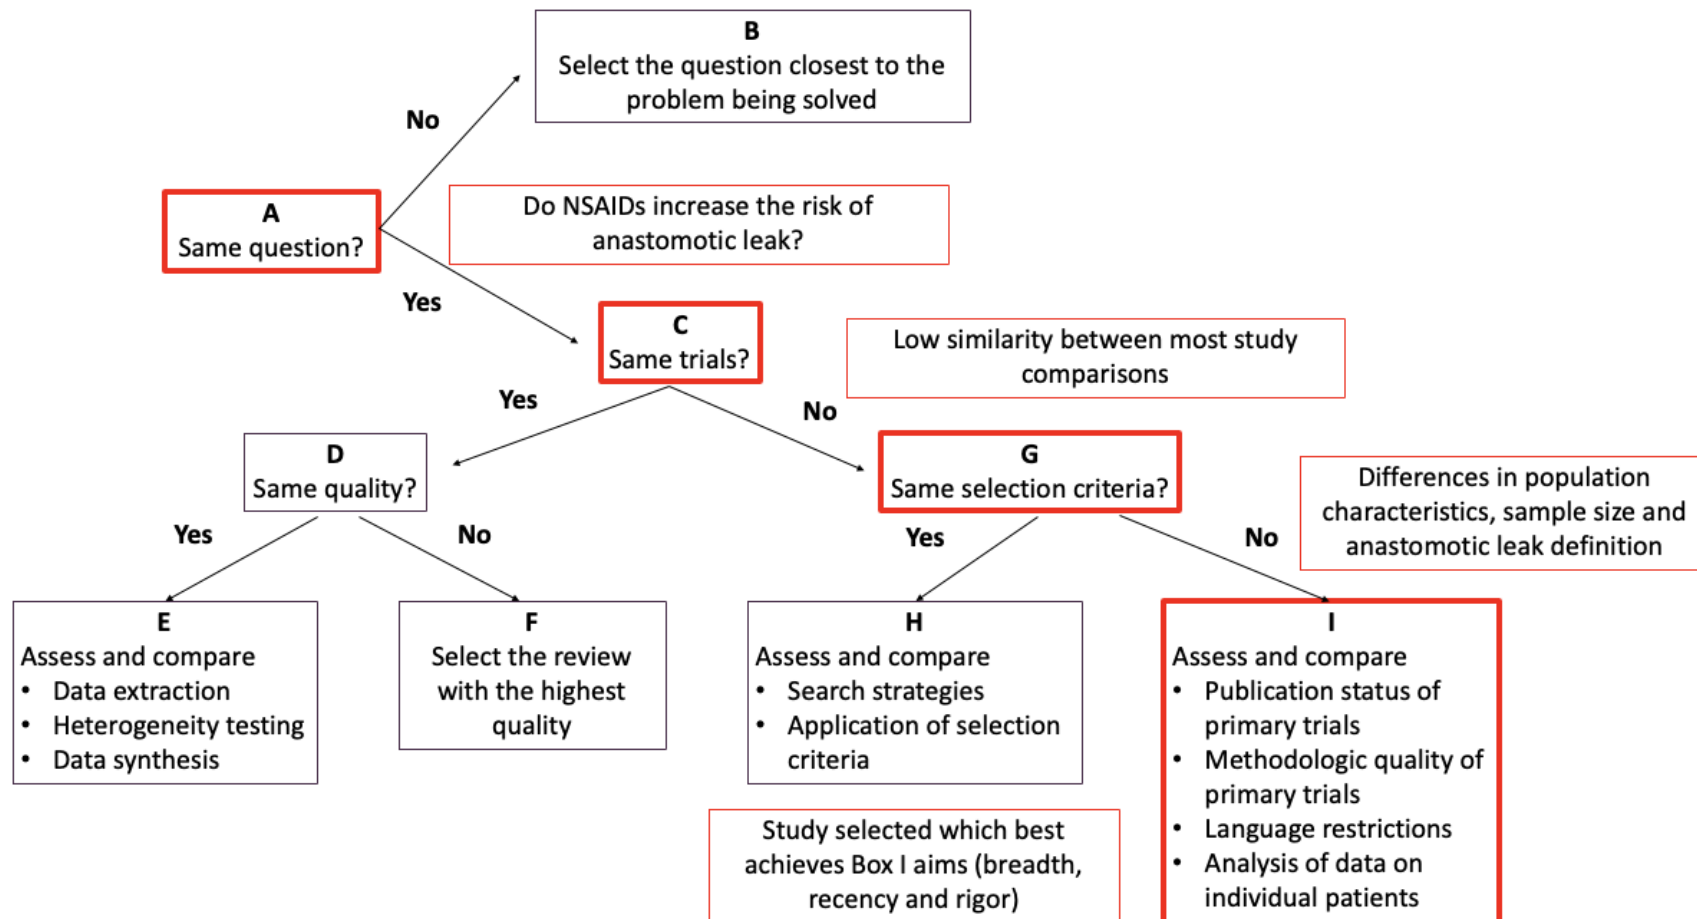 B
Select the question closest to the
problem being solved
No
A
Same question?
Do NSAIDs increase the risk of
anastomotic leak?
Yes
C
Same trials?
Low similarity between most study
comparisons
Yes
No
D
Same quality?
G
Same selection criteria?
Differences in population
characteristics, sample size and
anastomotic leak definition
Yes
No
Yes
No
E
Assess and compare
• Data extraction
• Heterogeneity testing
• Data synthesis
F
Select the review
with the highest
quality
H
Assess and compare
• Search strategies
• Application of selection
criteria
I
Assess and compare
• Publication status of
primary trials
• Methodologic quality of
primary trials
• Language restrictions
• Analysis of data on
individual patients
Study selected which best
achieves Box I aims (breadth,
recency and rigor)